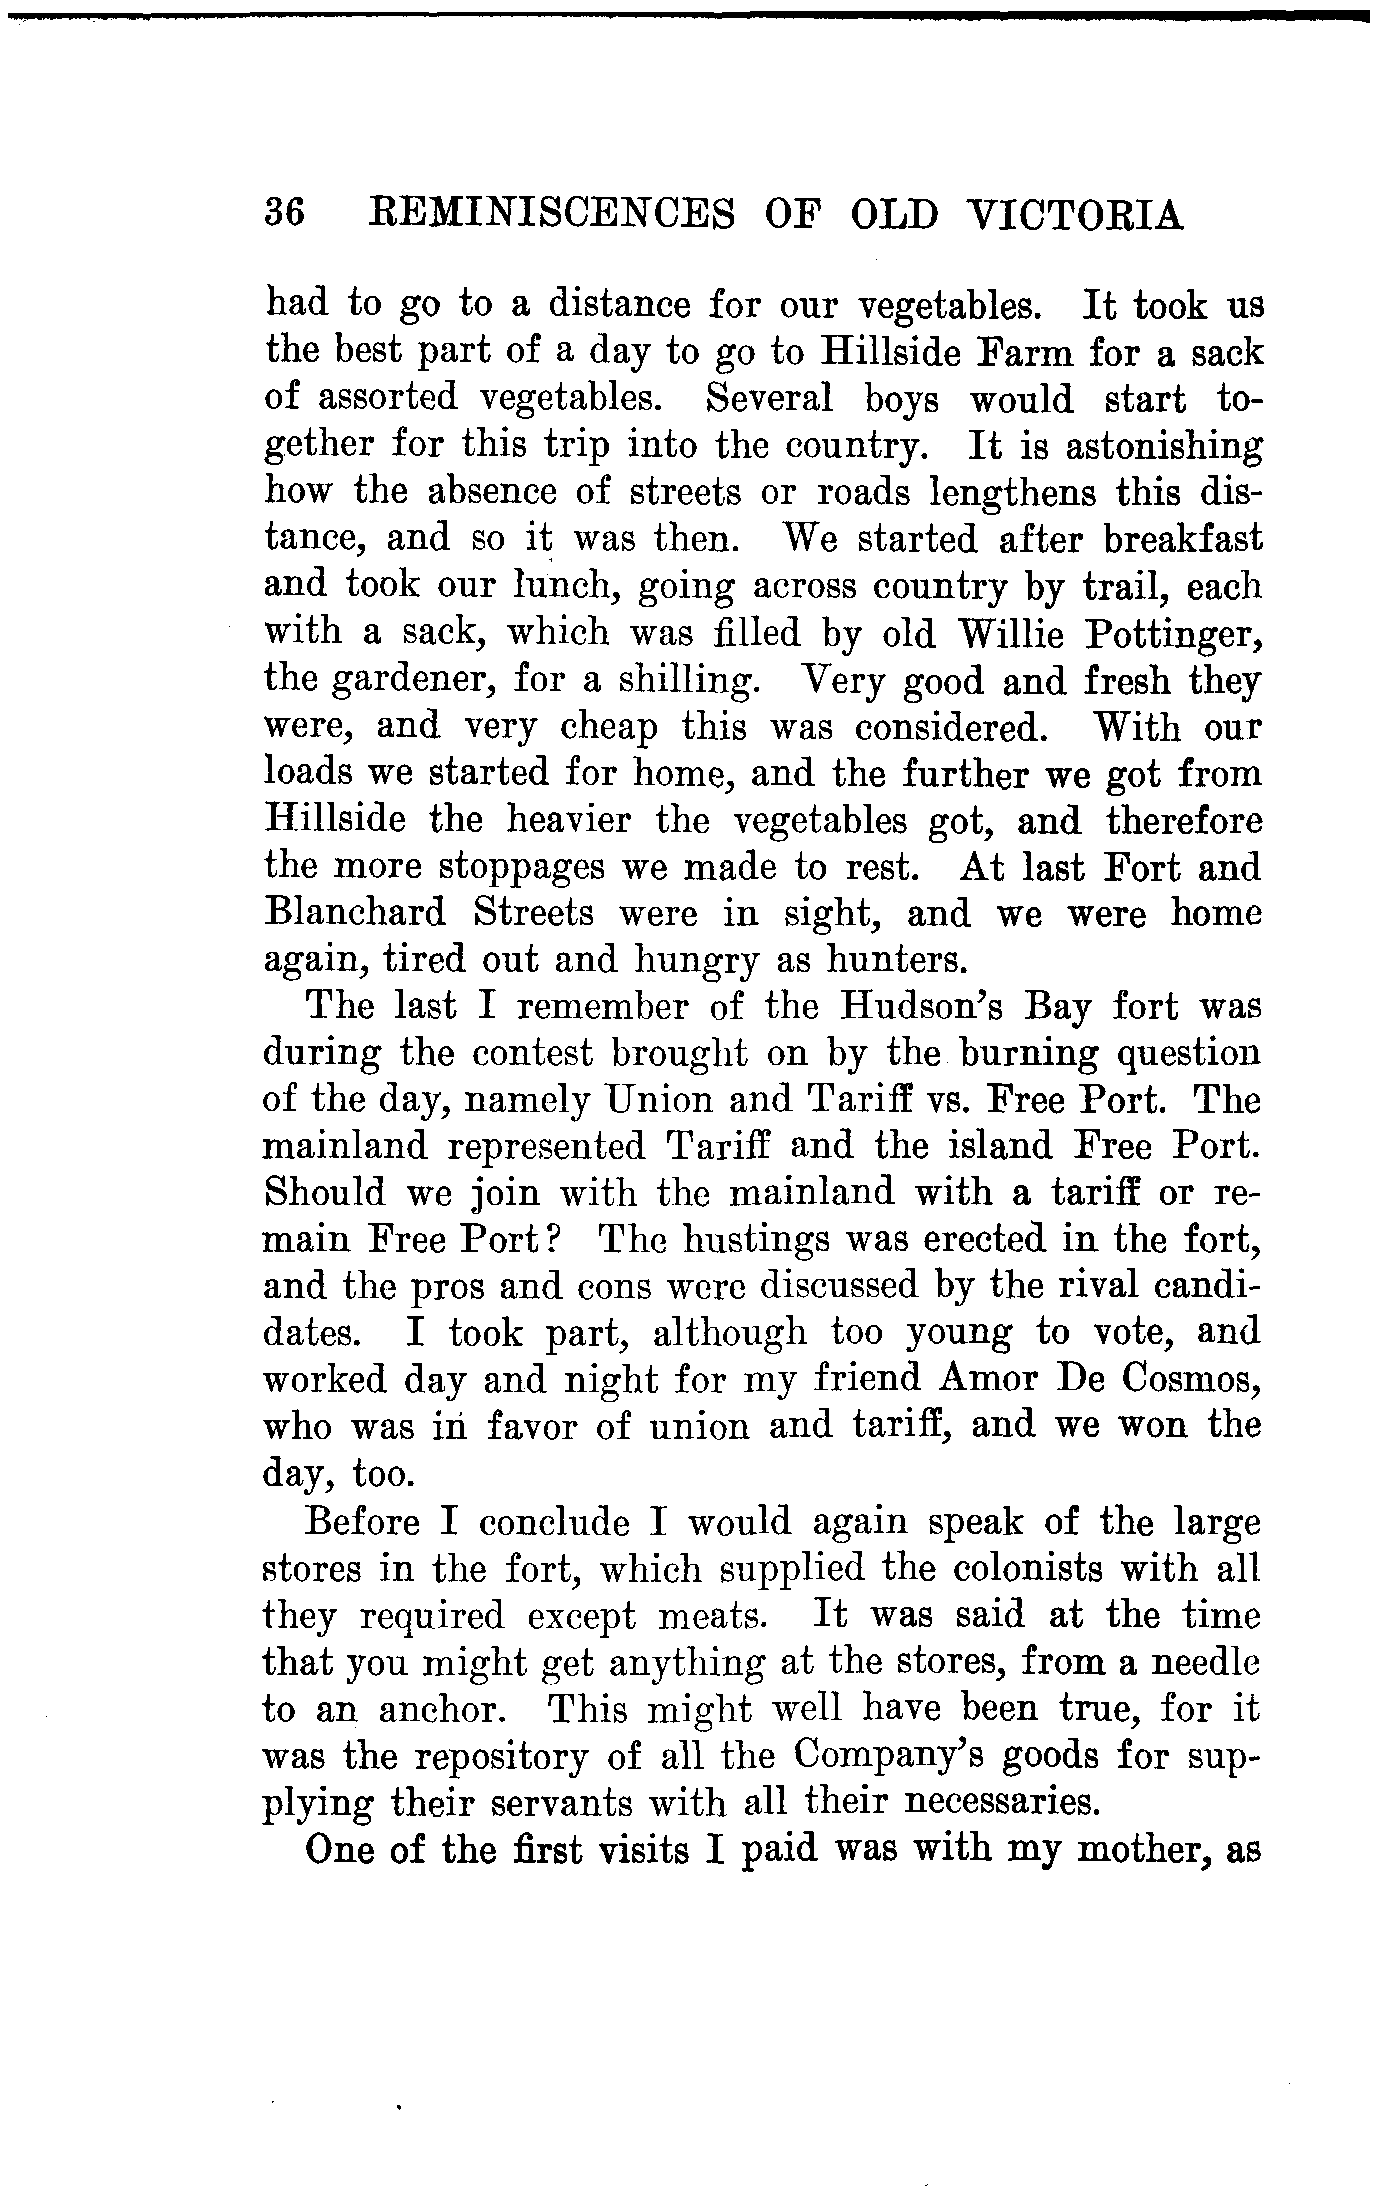 36 REMINISCENCES OF OLD VICTORIA
had to go to a distance for our vegetables. It took us
the best part of a day to go to Hillside Farm for a sack
of assorted vegetables. Several boys would start to-
gether for this trip into the country. It is astonishing
how the absence of streets or roads lengthens this dis-
tance, and so it was then. We started after breakfast
and took our lunch, going across country by trail, each
with a sack, which was filled by old Willie Pottinger,
the gardener, for a shilling. Very good and fresh they
were, and very cheap this was considered. With our
loads we started for home, and the further we got from
Hillside the heavier the vegetables got, and therefore
the more stoppages we made to rest. At last Fort and
Blanchard Streets were in sight, and we were home
again, tired out and hungry as hunters.
The last I remember of the Hudson's Bay fort was
during the contest brought on by the burning question
of the day, namely Union and Tariff vs. Free Port. The
mainland represented Tariff and the island Free Port.
Should we join with the mainland with a tariff or re-
main Free Port? The hustings was erected in the fort,
and the pros and cons were discussed by the rival candi-
dates. I took part, although too young to vote, and
worked day and night for my friend Amor De Cosmos,
who was in favor of union and tariff, and we won the
day, too.
Before I conclude I would again speak of the large
stores in the fort, which supplied the colonists with all
they required except meats. It was said at the time
that you might get anything at the stores, from a needle
to an anchor. This might well have been true, for it
was the repository of all the Company's goods for sup-
plying their servants with all their necessaries.
One of the first visits I paid was with my mother, as